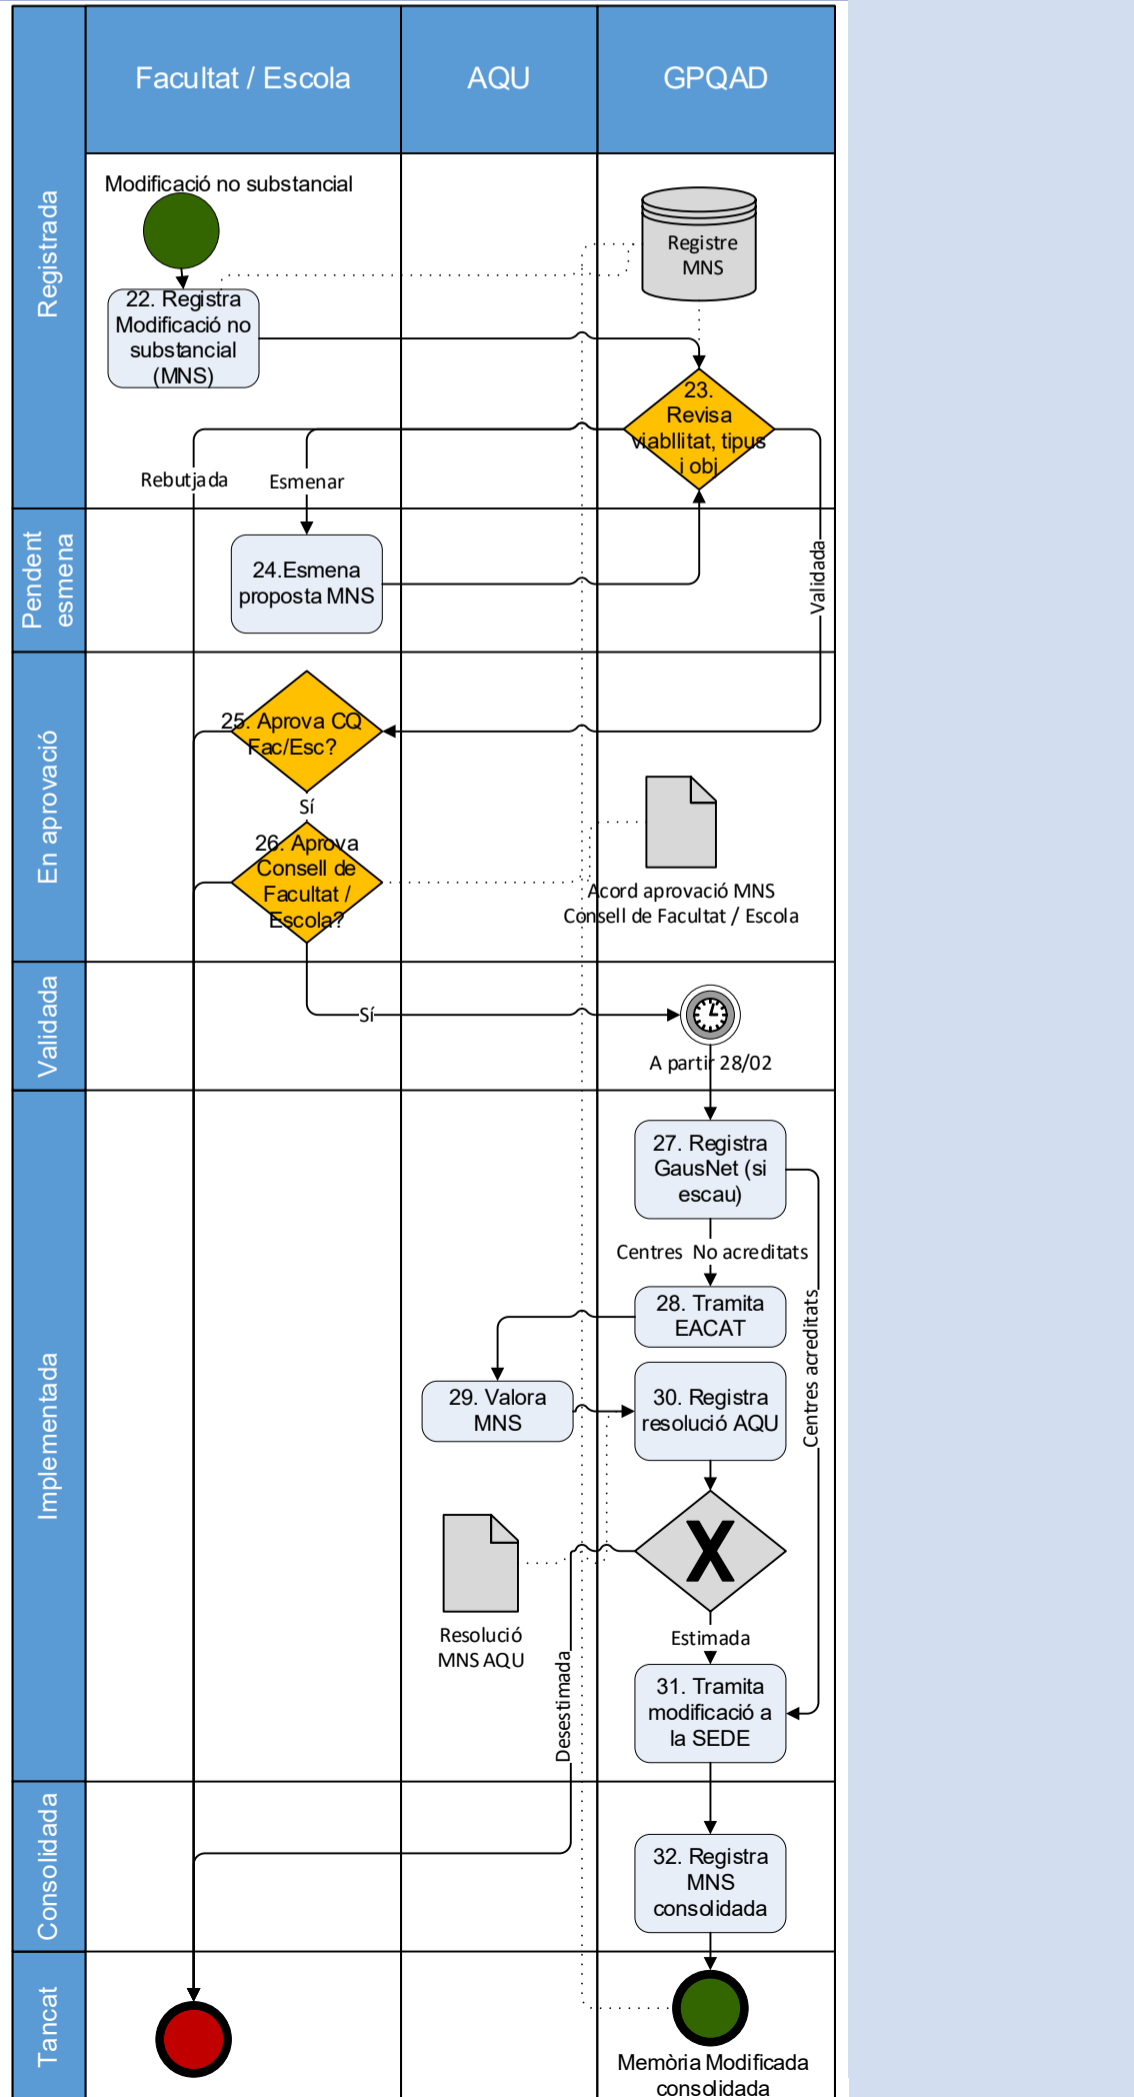 Facultat / Escola
AQU
GPQAD
Registrada
Modificació no substancial
Registre
MNS
22. Registra
Modificació no
substancial
(MNS)
23.
Revisa
viabllitat, tipus
i obj
Rebutjada
Esmenar
Pendent
esmena
24.Esmena
proposta MNS
Validada
En aprovació
25. Aprova CQ
Fac/Esc?
Sí
26. Aprova
Consell de
Facultat /
Escola?
Acord aprovació MNS
Consell de Facultat / Escola
Validada
Sí
A partir 28/02
Implementada
27. Registra
GausNet (si
escau)
Centres No acreditats
Centres acreditats
28. Tramita
EACAT
29. Valora
MNS
30. Registra
resolució AQU
X
Resolució
MNS AQU
Estimada
Desestimada
31. Tramita
modificació a
la SEDE
Consolidada
32. Registra
MNS
consolidada
Tancat
Memòria Modificada
consolidada